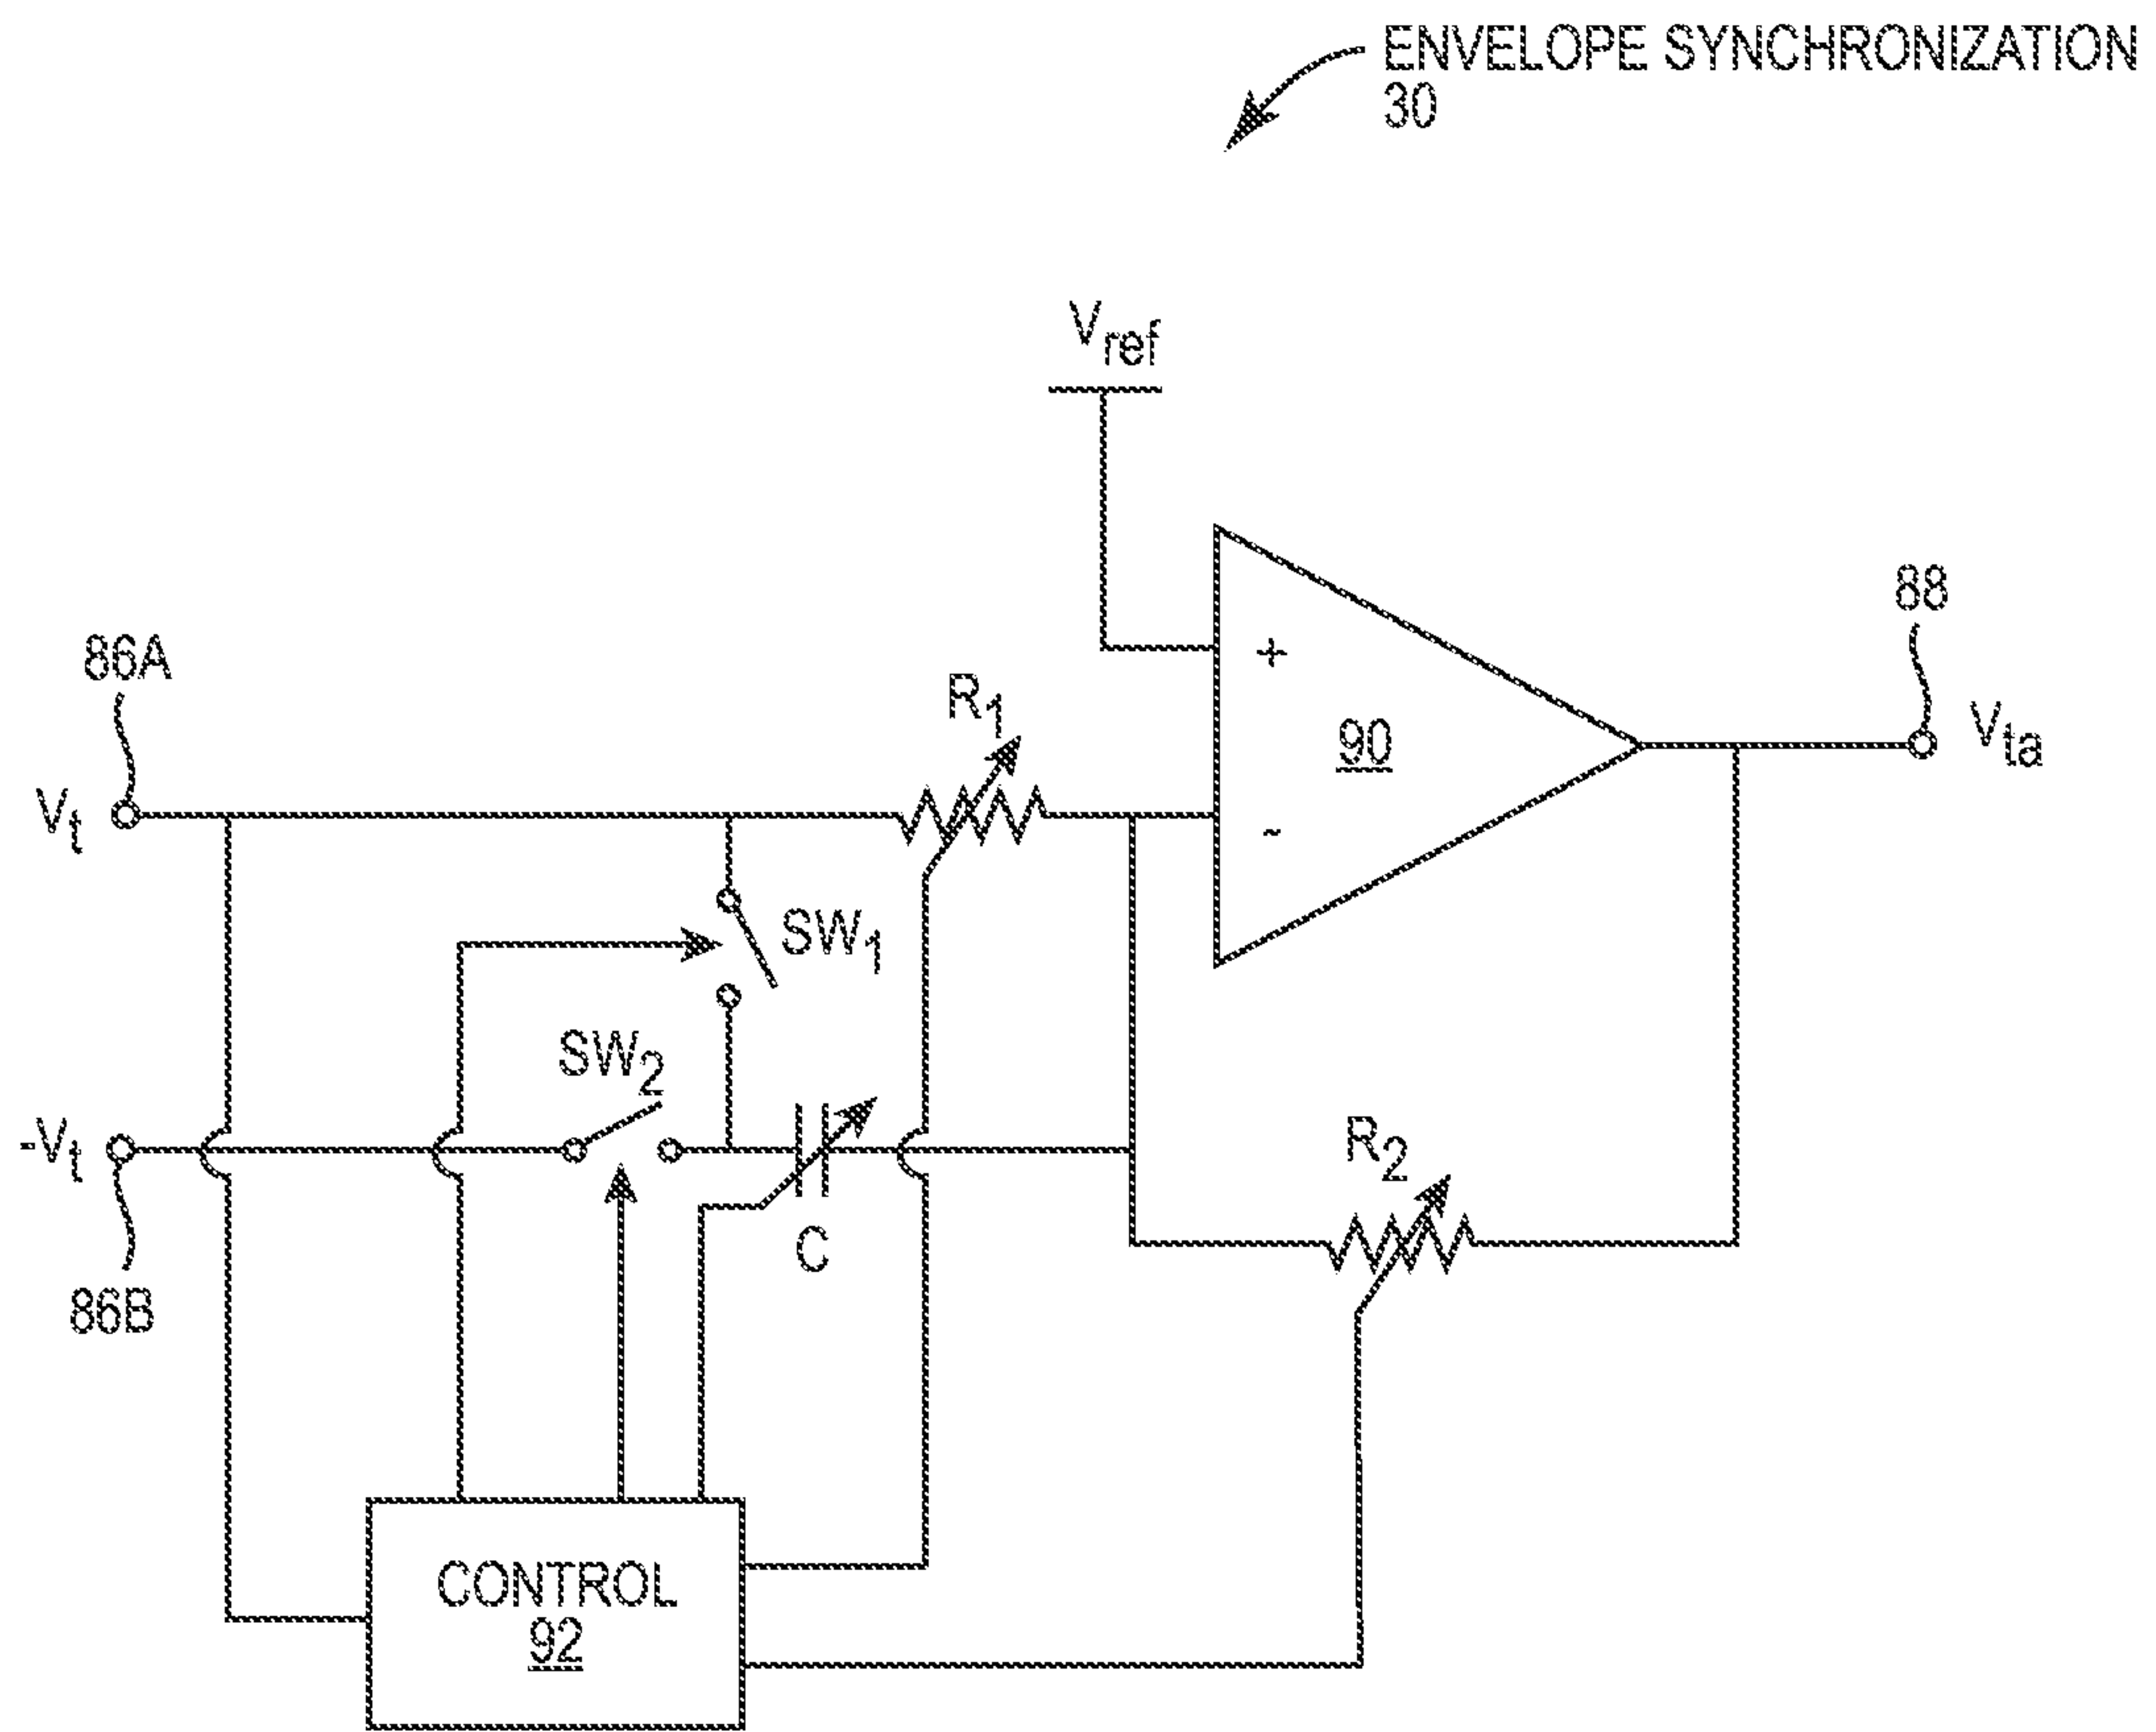 ENVELOPE SYNCHRONIZATION
30
Vref
88
86A
R1
+
90
Vta
Vt
-
SW1
SW2
-Vt
R2
C
86B
CONTROL
92